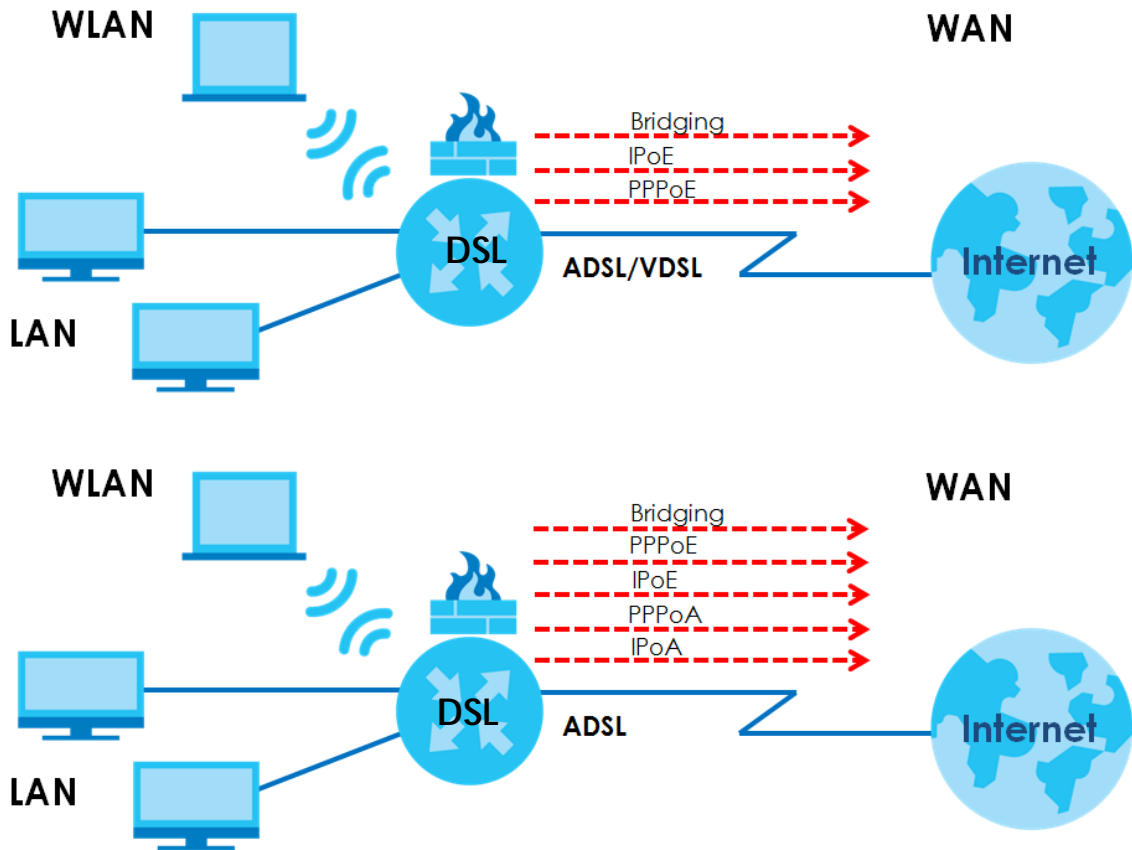 WLAN
WAN
Bridging
IPoE
PPPoE
DSL
ADSL/VDSL
Internet
LAN
WLAN
WAN
Bridging
PPPoE
IPoE
PPPoA
IPoA
DSL
ADSL
Internet
LAN